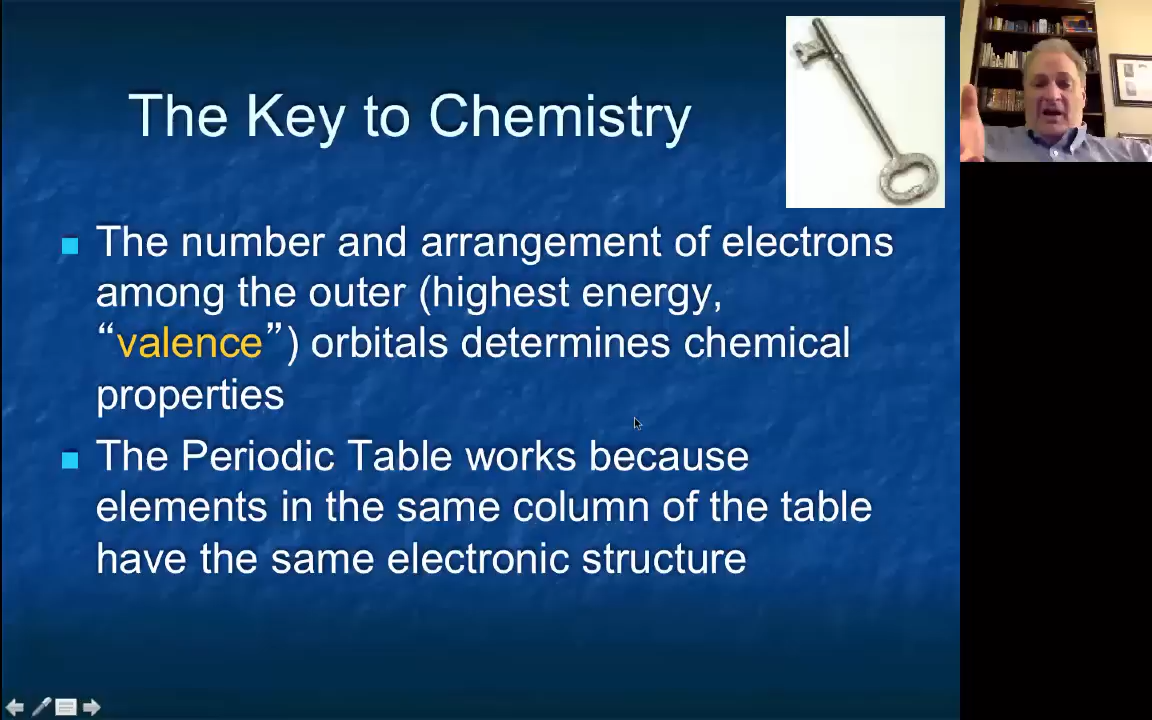 The Key to Chemistry
The number and arrangement of electrons
among the outer (highest energy,
“valence”) orbitals determines chemical
properties
The Periodic Table works because
elements in the same column of the table
have the same electronic structure